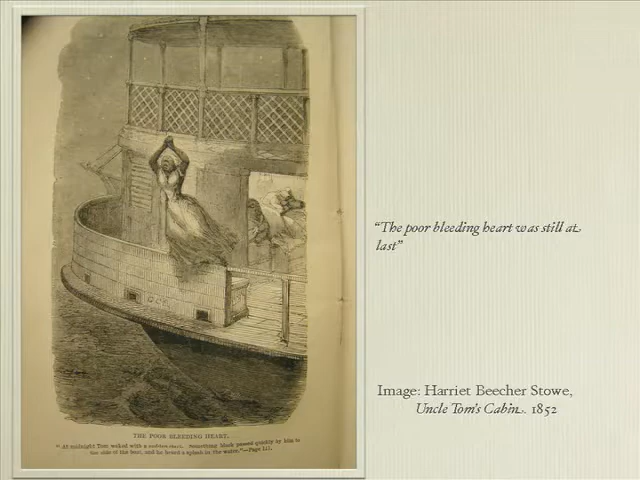 "The poor bleeding heart was still at
last"
Image: Harriet Beecher Stowe,
Uncle Tom's Cabin. 1852
THE POOR BLEEDING HEART.
"At midnight Tom waked with a sudden start. Something black passed quickly by him to
the side of the boat, and he heard a splash in the water."—Page 151.